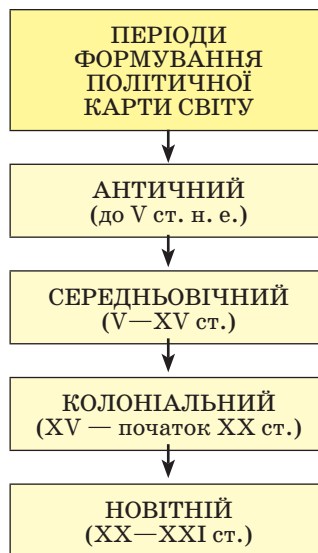 ПЕРІОДИ
ФОРМУВАННЯ
ПОЛІТИЧНОЇ
КАРТИ СВІТУ
АНТИЧНИЙ
(до V ст. н. е.)
СЕРЕДНЬОВІЧНИЙ
(V—XV ст.)
КОЛОНІАЛЬНИЙ
(XV — початок XX ст.)
НОВІТНІЙ
(XX—XXI ст.)